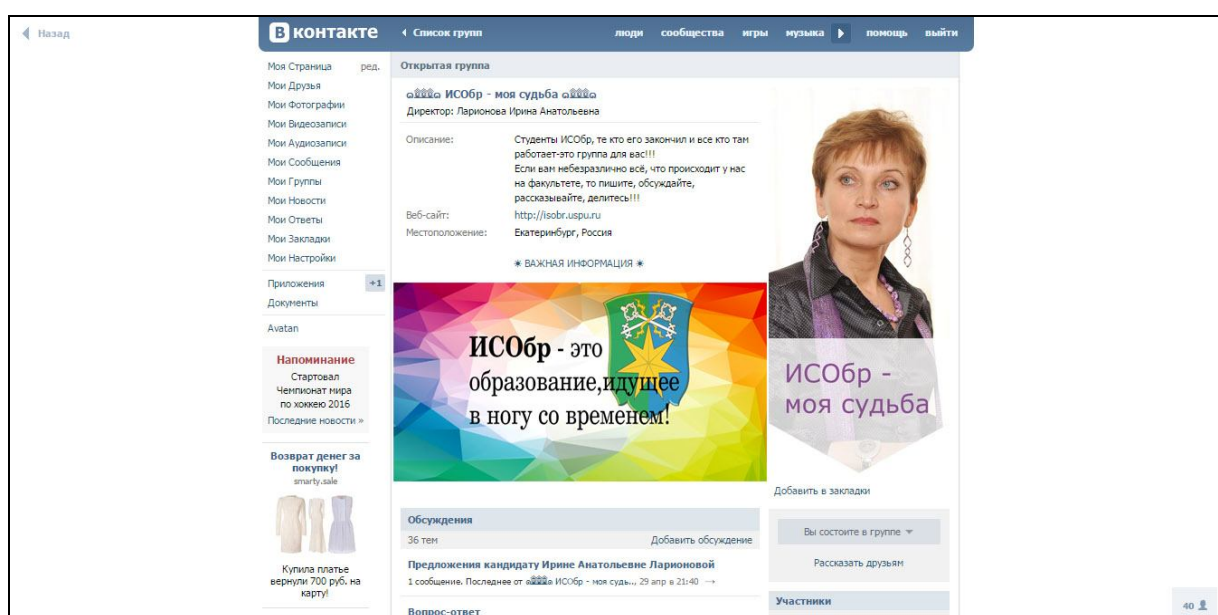 Назад
В контакте
Список групп
люди сообщества игры музыка помощь выйти
Моя Страница ред.
Мои Друзья
Мои Фотографии
Мои Видеозаписи
Мои Аудиозаписи
Мои Сообщения
Мои Группы
Мои Новости
Мои Ответы
Мои Закладки
Мои Настройки
Приложения +1
Документы
Avatan
Напоминание
Стартовал
Чемпионат мира
по хоккею 2016
Последние новости »
Возврат денег за
покупку!
smarty.sale
Купила платье
вернули 700 руб. на
карту!
Открытая группа
ИСОбр - моя судьба
Директор: Ларионова Ирина Анатольевна
Описание: Студенты ИСОбр, те кто его закончил и все кто там
работает-это группа для вас!!!
Если вам небезразлично всё, что происходит у нас
на факультете, то пишите, обсуждайте,
рассказывайте, делитесь!!!
Веб-сайт: http://isobr.uspu.ru
Местоположение: Екатеринбург, Россия
✶ ВАЖНАЯ ИНФОРМАЦИЯ ✶
ИСОбр - это
образование,идущее
в ногу со временем!
Обсуждения
36 тем Добавить обсуждение
Предложения кандидату Ирине Анатольевне Ларионовой
1 сообщение. Последнее от ИСОбр - моя судь.., 29 апр в 21:40 →
Вопрос-ответ
ИСОбр -
моя судьба
Добавить в закладки
Вы состоите в группе
Рассказать друзьям
Участники
40